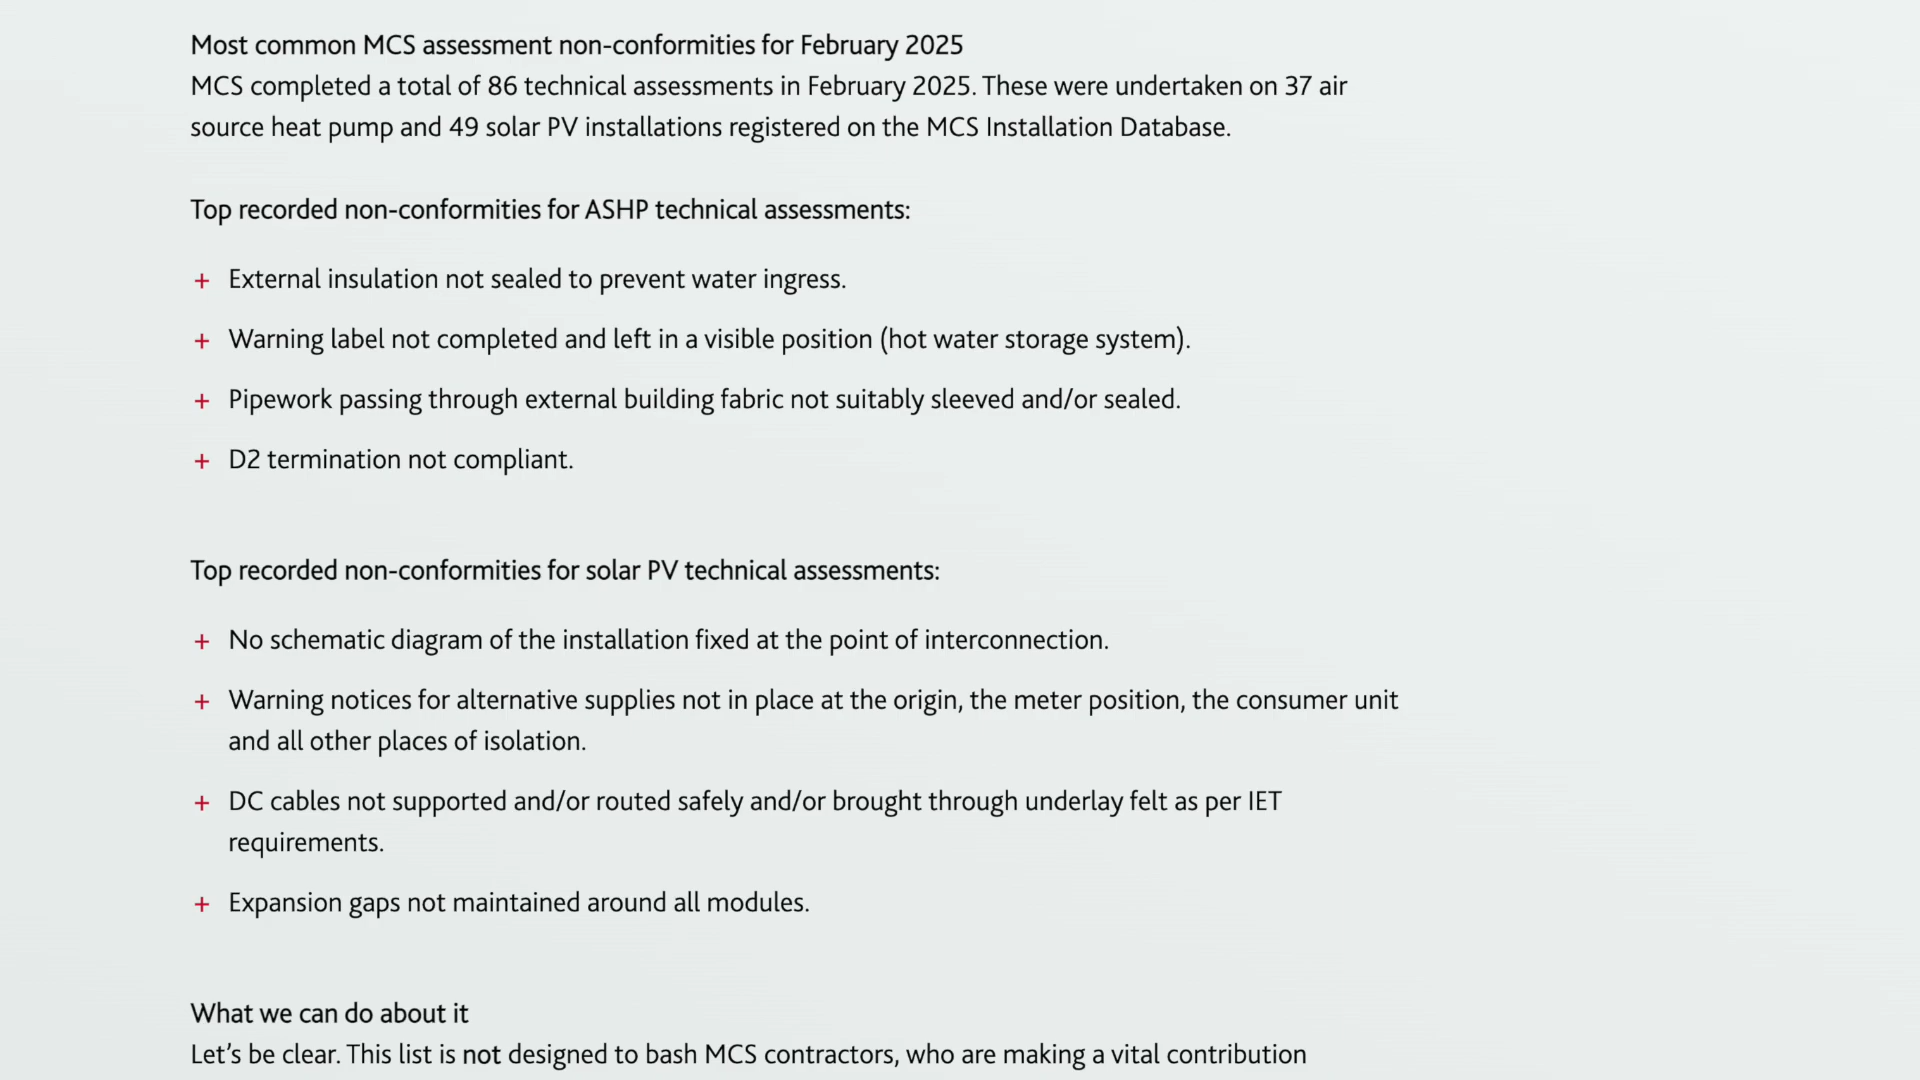 Most common MCS assessment non-conformities for February 2025
MCS completed a total of 86 technical assessments in February 2025. These were undertaken on 37 air
source heat pump and 49 solar PV installations registered on the MCS Installation Database.
Top recorded non-conformities for ASHP technical assessments:
+ External insulation not sealed to prevent water ingress.
+ Warning label not completed and left in a visible position (hot water storage system).
+ Pipework passing through external building fabric not suitably sleeved and/or sealed.
+ D2 termination not compliant.
Top recorded non-conformities for solar PV technical assessments:
+ No schematic diagram of the installation fixed at the point of interconnection.
+ Warning notices for alternative supplies not in place at the origin, the meter position, the consumer unit
and all other places of isolation.
+ DC cables not supported and/or routed safely and/or brought through underlay felt as per IET
requirements.
+ Expansion gaps not maintained around all modules.
What we can do about it
Let's be clear. This list is not designed to bash MCS contractors, who are making a vital contribution